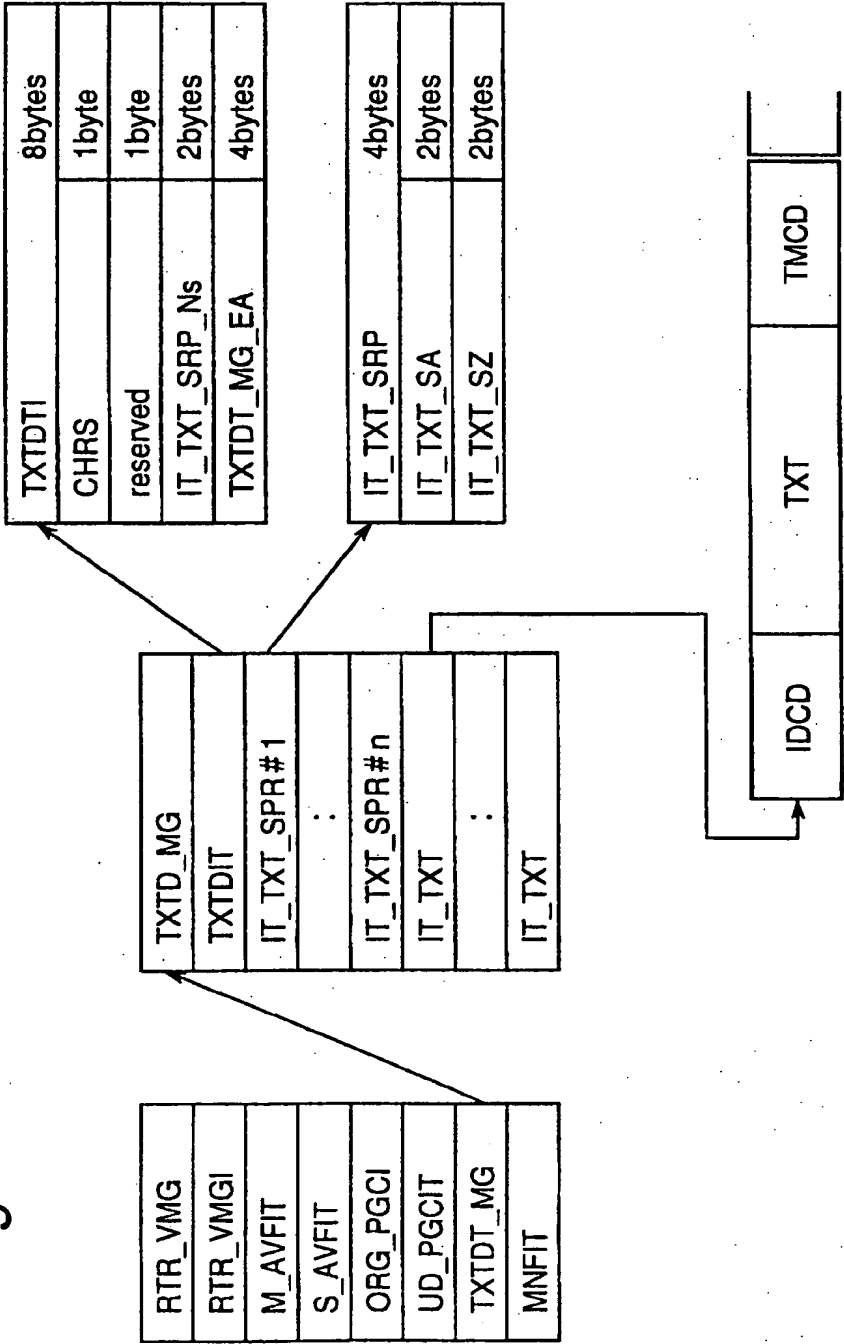 RTR_VMG
RTR_VMGI
M_AVFIT
S_AVFIT
ORG_PGCI
UD_PGCIT
TXTDT_MG
MNFIT
TXTD_MG
TXTDIT
IT_TXT_SPR#1
:
IT_TXT_SPR#n
IT_TXT
:
IT_TXT
TXTDTI 8bytes
CHRS 1byte
reserved 1byte
IT_TXT_SRP_Ns 2bytes
TXTDT_MG_EA 4bytes
IT_TXT_SRP 4bytes
IT_TXT_SA 2bytes
IT_TXT_SZ 2bytes
IDCD TXT TMCD